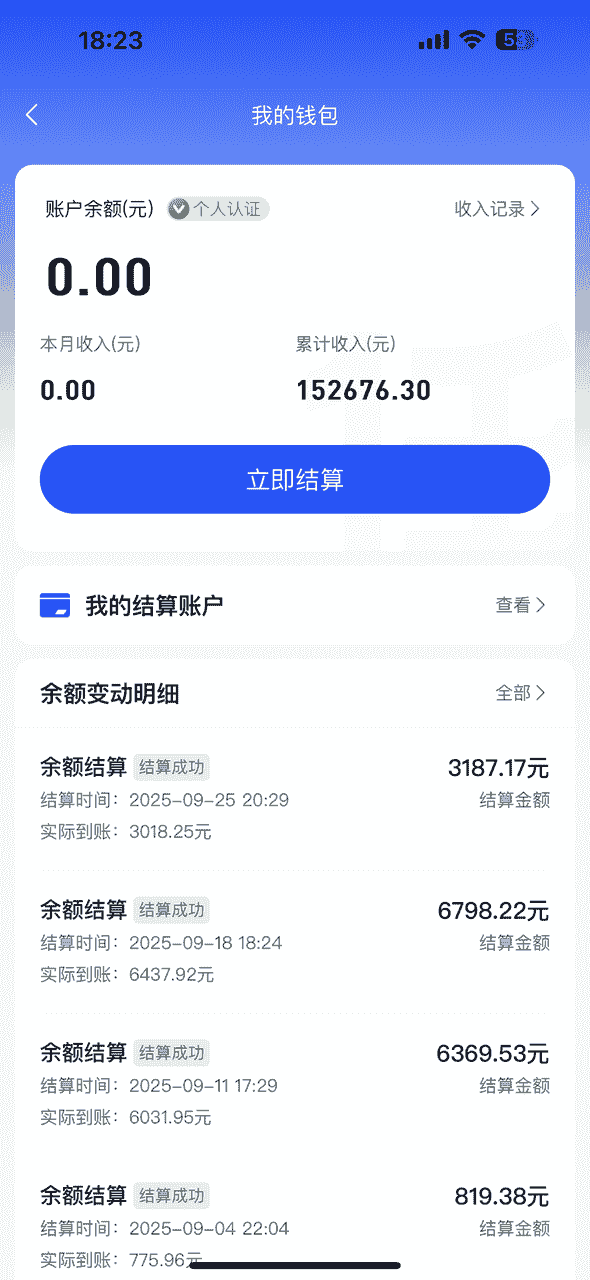 18:23
我的钱包
账户余额(元) 个人认证 收入记录
0.00
本月收入(元) 累计收入(元)
0.00 152676.30
立即结算
我的结算账户 查看
余额变动明细 全部
余额结算 结算成功 3187.17元
结算时间：2025-09-25 20:29 结算金额
实际到账：3018.25元
余额结算 结算成功 6798.22元
结算时间：2025-09-18 18:24 结算金额
实际到账：6437.92元
余额结算 结算成功 6369.53元
结算时间：2025-09-11 17:29 结算金额
实际到账：6031.95元
余额结算 结算成功 819.38元
结算时间：2025-09-04 22:04 结算金额
实际到账：775.96元